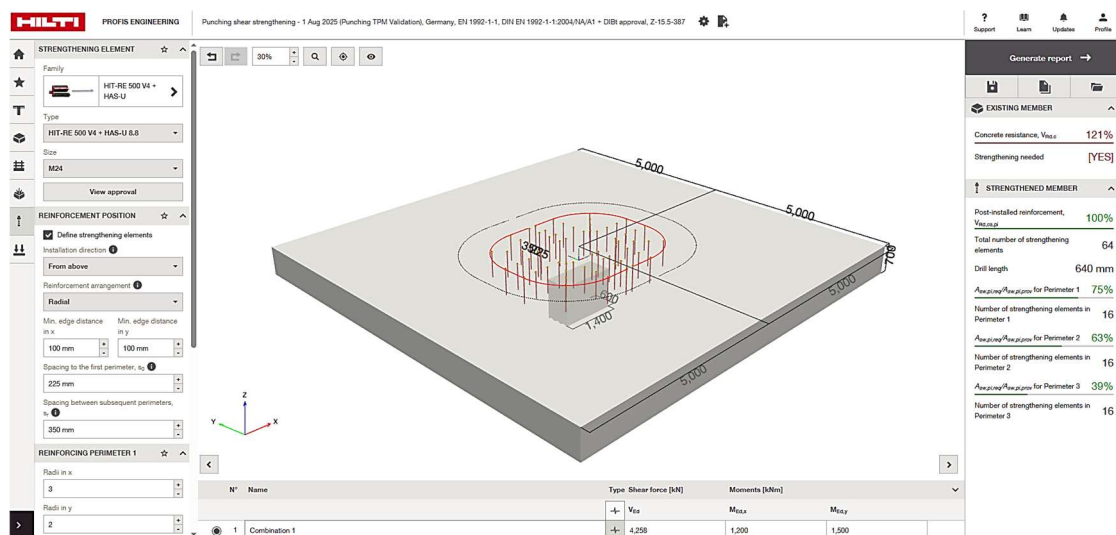 HILTI
PROFIS ENGINEERING
Punching shear strengthening - 1 Aug 2025 (Punching TPM Validation), Germany, EN 1992-1-1, DIN EN 1992-1-1:2004/NA/A1 + DIBt approval, Z-15.5-387
?
Support
Learn
Updates
Profile
STRENGTHENING ELEMENT
Family
HIT-RE 500 V4 +
HAS-U
Type
HIT-RE 500 V4 + HAS-U 8.8
Size
M24
View approval
REINFORCEMENT POSITION
Define strengthening elements
Installation direction
From above
Reinforcement arrangement
Radial
Min. edge distance
in x
Min. edge distance
in y
100 mm
100 mm
Spacing to the first perimeter, s0
225 mm
Spacing between subsequent perimeters,
sr
350 mm
REINFORCING PERIMETER 1
Radii in x
3
Radii in y
2
30%
5,000
5,000
700
5,000
5,000
600
1,400
Z
Y
X
N° Name Type Shear force [kN] Moments [kNm]
VEd MEd,x MEd,y
1 Combination 1 4,258 1,200 1,500
Generate report
EXISTING MEMBER
Concrete resistance, VRd,c 121%
Strengthening needed [YES]
STRENGTHENED MEMBER
Post-installed reinforcement,
VRd,cs,pi 100%
Total number of strengthening
elements 64
Drill length 640 mm
Asw,pi,req/Asw,pi,prov for Perimeter 1 75%
Number of strengthening elements in
Perimeter 1 16
Asw,pi,req/Asw,pi,prov for Perimeter 2 63%
Number of strengthening elements in
Perimeter 2 16
Asw,pi,req/Asw,pi,prov for Perimeter 3 39%
Number of strengthening elements in
Perimeter 3 16